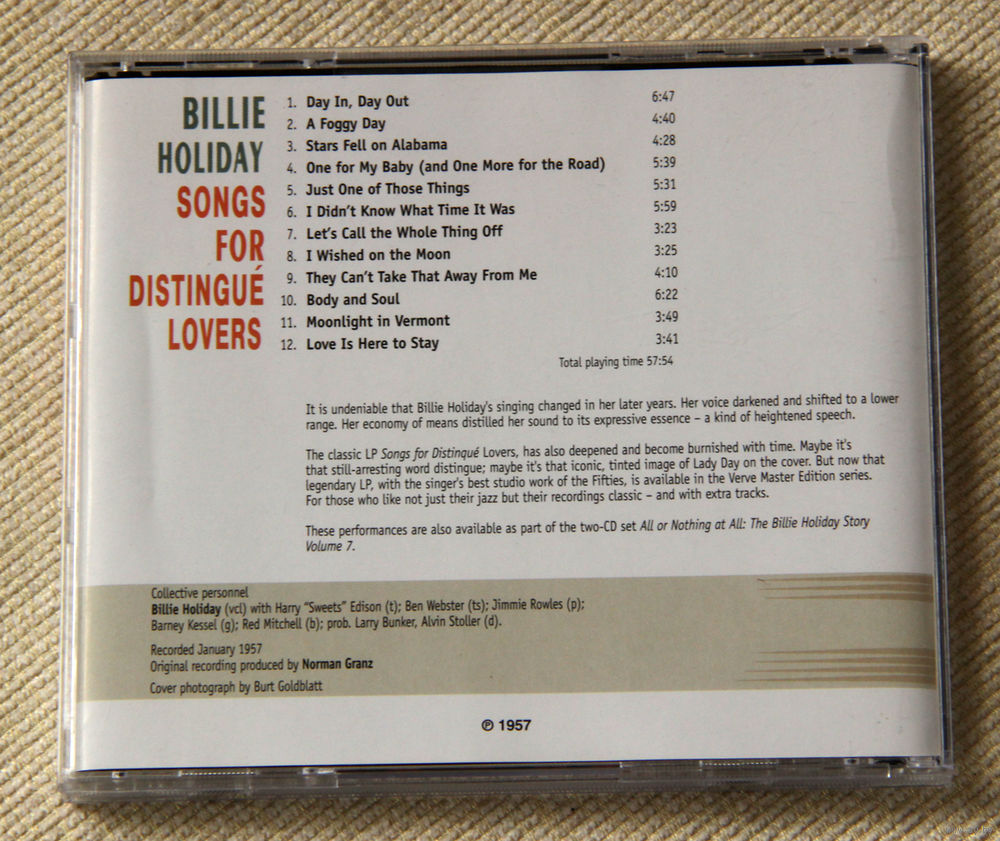 BILLIE
HOLIDAY
SONGS
FOR
DISTINGUÉ
LOVERS
1. Day In, Day Out 6:47
2. A Foggy Day 4:40
3. Stars Fell on Alabama 4:28
4. One for My Baby (and One More for the Road) 5:39
5. Just One of Those Things 5:31
6. I Didn't Know What Time It Was 5:59
7. Let's Call the Whole Thing Off 3:23
8. I Wished on the Moon 3:25
9. They Can't Take That Away From Me 4:10
10. Body and Soul 6:22
11. Moonlight in Vermont 3:49
12. Love Is Here to Stay 3:41
Total playing time 57:54
It is undeniable that Billie Holiday's singing changed in her later years. Her voice darkened and shifted to a lower
range. Her economy of means distilled her sound to its expressive essence – a kind of heightened speech.
The classic LP Songs for Distinqué Lovers, has also deepened and become burnished with time. Maybe it's
that still-arresting word distingue; maybe it's that iconic, tinted image of Lady Day on the cover. But now that
legendary LP, with the singer's best studio work of the Fifties, is available in the Verve Master Edition series.
For those who like not just their jazz but their recordings classic – and with extra tracks.
These performances are also available as part of the two-CD set All or Nothing at All: The Billie Holiday Story
Volume 7.
Collective personnel
Billie Holiday (vcl) with Harry "Sweets" Edison (t); Ben Webster (ts); Jimmie Rowles (p);
Barney Kessel (g); Red Mitchell (b); prob. Larry Bunker, Alvin Stoller (d).
Recorded January 1957
Original recording produced by Norman Granz
Cover photograph by Burt Goldblatt
℗ 1957